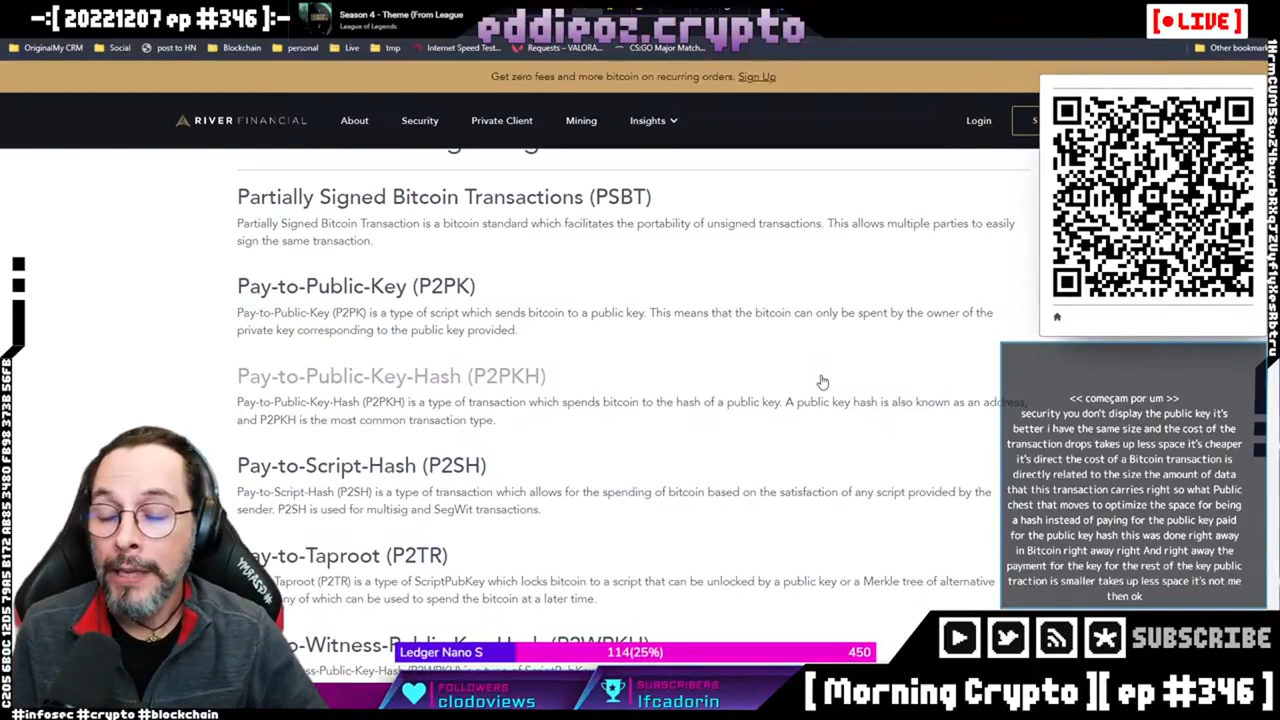 -:[ 20221207 ep #346 ]:-
Season 4 - Theme (From League
League of Legends
eddieoz.crypto
[ • LIVE ]
OriginalMy CRM
Social
post to HN
Blockchain
personal
Live
tmp
Internet Speed Test...
Requests – VALORA...
CS:GO Major Match...
Other bookmark
Get zero fees and more bitcoin on recurring orders. Sign Up
RIVER FINANCIAL
About
Security
Private Client
Mining
Insights
Login
S
Partially Signed Bitcoin Transactions (PSBT)
Partially Signed Bitcoin Transaction is a bitcoin standard which facilitates the portability of unsigned transactions. This allows multiple parties to easily
sign the same transaction.
Pay-to-Public-Key (P2PK)
Pay-to-Public-Key (P2PK) is a type of script which sends bitcoin to a public key. This means that the bitcoin can only be spent by the owner of the
private key corresponding to the public key provided.
Pay-to-Public-Key-Hash (P2PKH)
Pay-to-Public-Key-Hash (P2PKH) is a type of transaction which spends bitcoin to the hash of a public key. A public key hash is also known as an address,
and P2PKH is the most common transaction type.
Pay-to-Script-Hash (P2SH)
Pay-to-Script-Hash (P2SH) is a type of transaction which allows for the spending of bitcoin based on the satisfaction of any script provided by the
sender. P2SH is used for multisig and SegWit transactions.
ay-to-Taproot (P2TR)
Taproot (P2TR) is a type of ScriptPubKey which locks bitcoin to a script that can be unlocked by a public key or a Merkle tree of alternative
ny of which can be used to spend the bitcoin at a later time.
<< começam por um >>
security you don't display the public key it's
better i have the same size and the cost of the
transaction drops takes up less space it's cheaper
it's direct the cost of a Bitcoin transaction is
directly related to the size the amount of data
that this transaction carries right so what Public
chest that moves to optimize the space for being
a hash instead of paying for the public key paid
for the public key hash this was done right away
in Bitcoin right away right And right away the
payment for the key for the rest of the key public
traction is smaller takes up less space it's not me
then ok
Ledger Nano S
114(25%)
450
FOLLOWERS
clodoviews
SUBSCRIBERS
lfcadorin
SUBSCRIBE
[ Morning Crypto ][ ep #346 ]
#infosec #crypto #blockchain